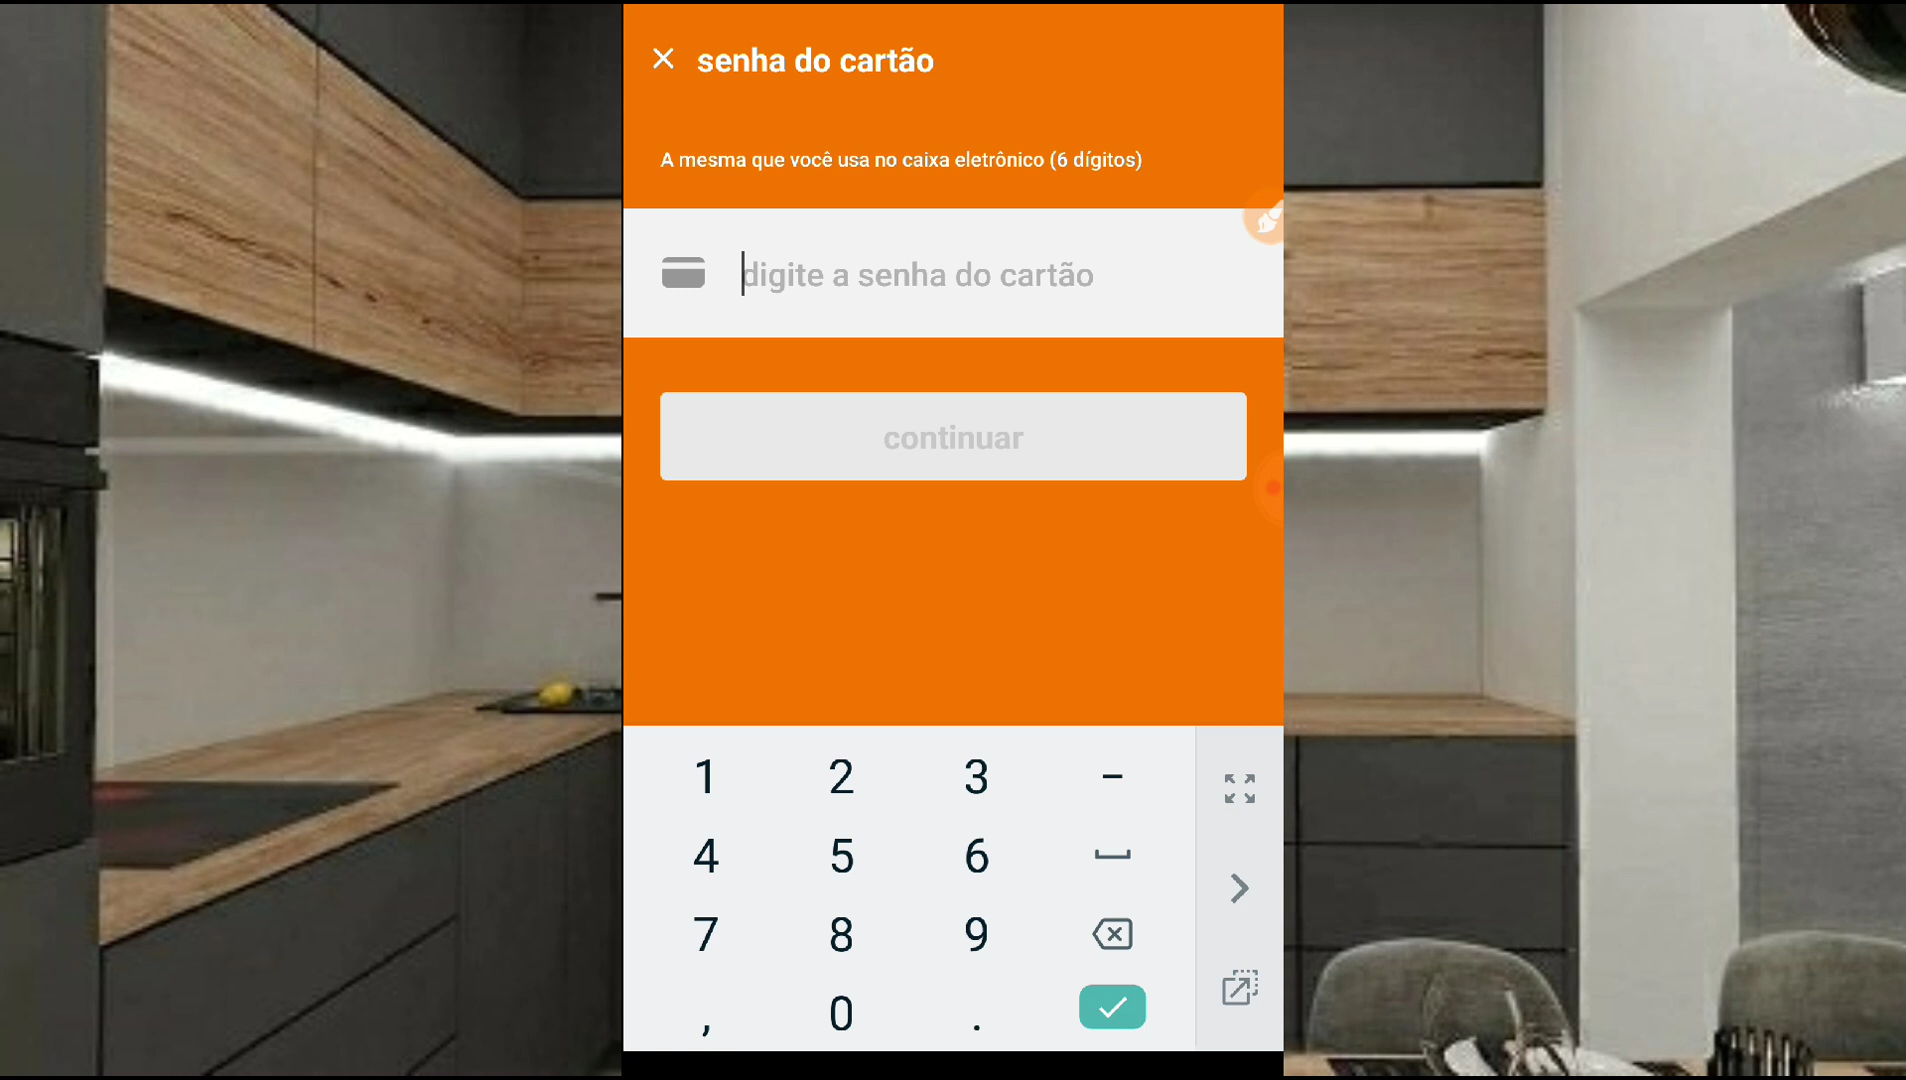 senha do cartão
A mesma que você usa no caixa eletrônico (6 dígitos)
digite a senha do cartão
continuar
1 2 3 –
4 5 6
7 8 9
, 0 .